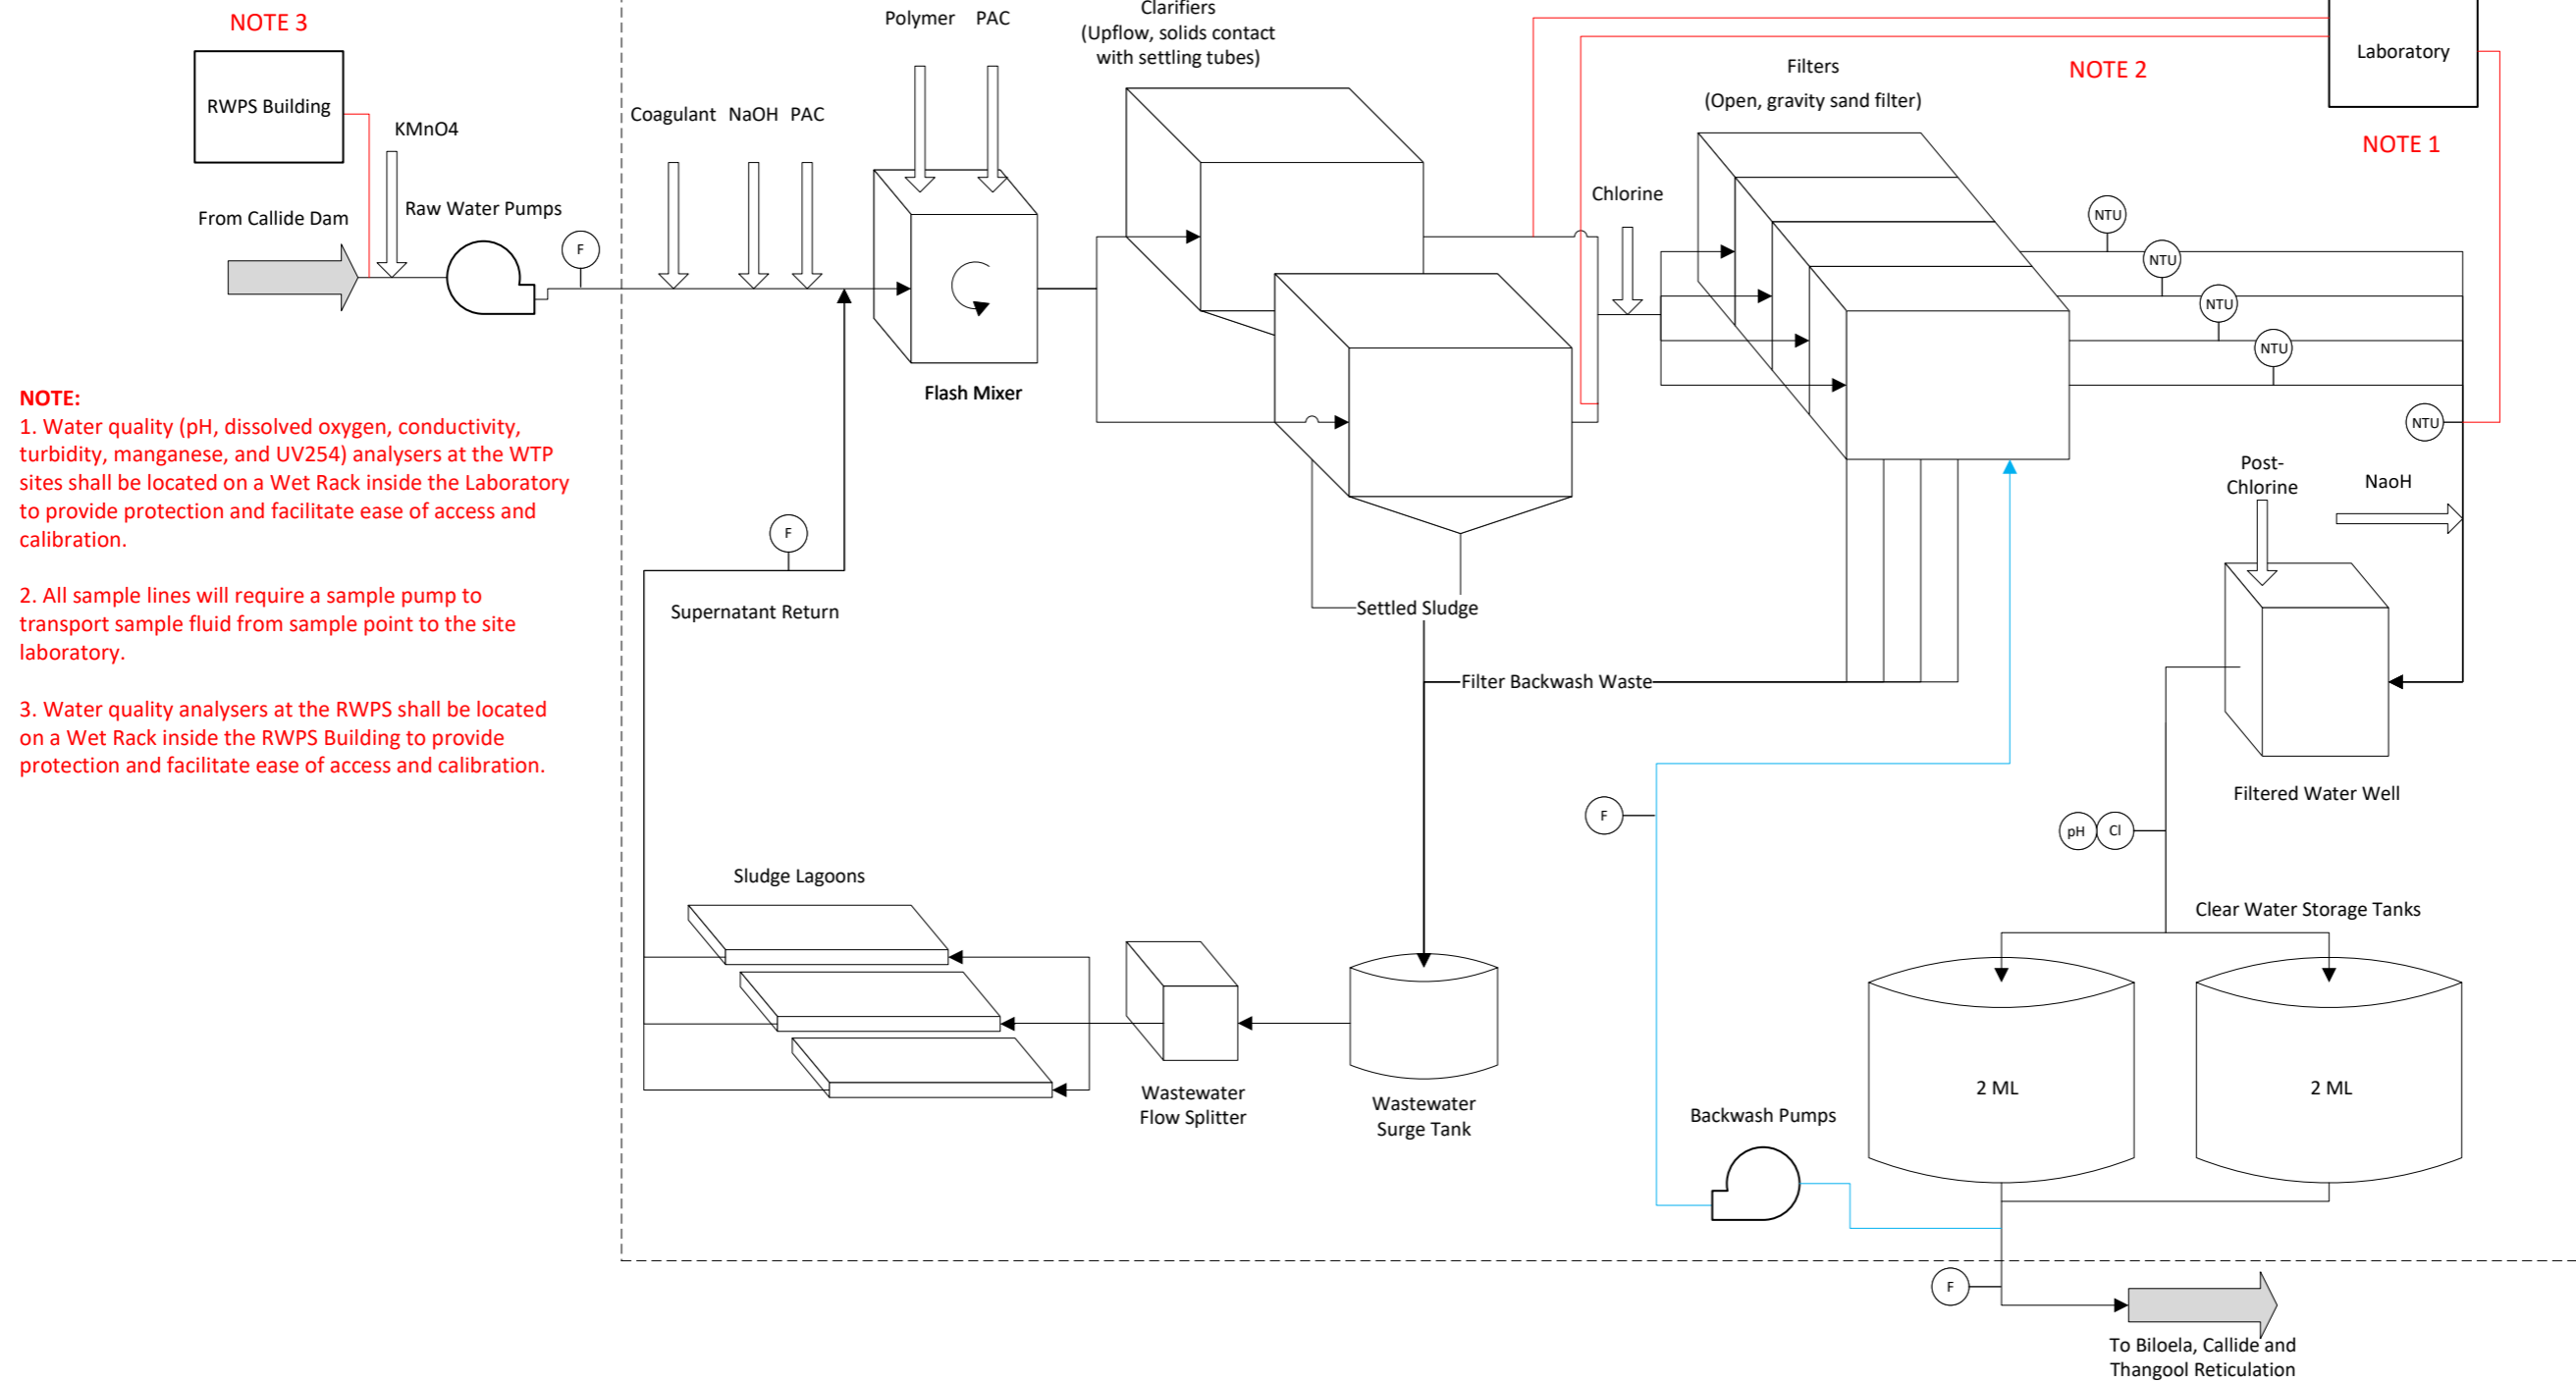 NOTE 3
RWPS Building
KMnO4
From Callide Dam
Raw Water Pumps
F
Polymer PAC
Coagulant NaOH PAC
Flash Mixer
Clarifiers
(Upflow, solids contact
with settling tubes)
Chlorine
Filters
(Open, gravity sand filter)
NOTE 2
Laboratory
NOTE 1
NTU
NTU
NTU
NTU
NTU
Post-
Chlorine
NaoH
Filtered Water Well
NOTE:
1. Water quality (pH, dissolved oxygen, conductivity,
turbidity, manganese, and UV254) analysers at the WTP
sites shall be located on a Wet Rack inside the Laboratory
to provide protection and facilitate ease of access and
calibration.
2. All sample lines will require a sample pump to
transport sample fluid from sample point to the site
laboratory.
3. Water quality analysers at the RWPS shall be located
on a Wet Rack inside the RWPS Building to provide
protection and facilitate ease of access and calibration.
F
Supernatant Return
Settled Sludge
Filter Backwash Waste
F
pH Cl
Sludge Lagoons
Wastewater
Flow Splitter
Wastewater
Surge Tank
Backwash Pumps
Clear Water Storage Tanks
2 ML
2 ML
F
To Biloela, Callide and
Thangool Reticulation